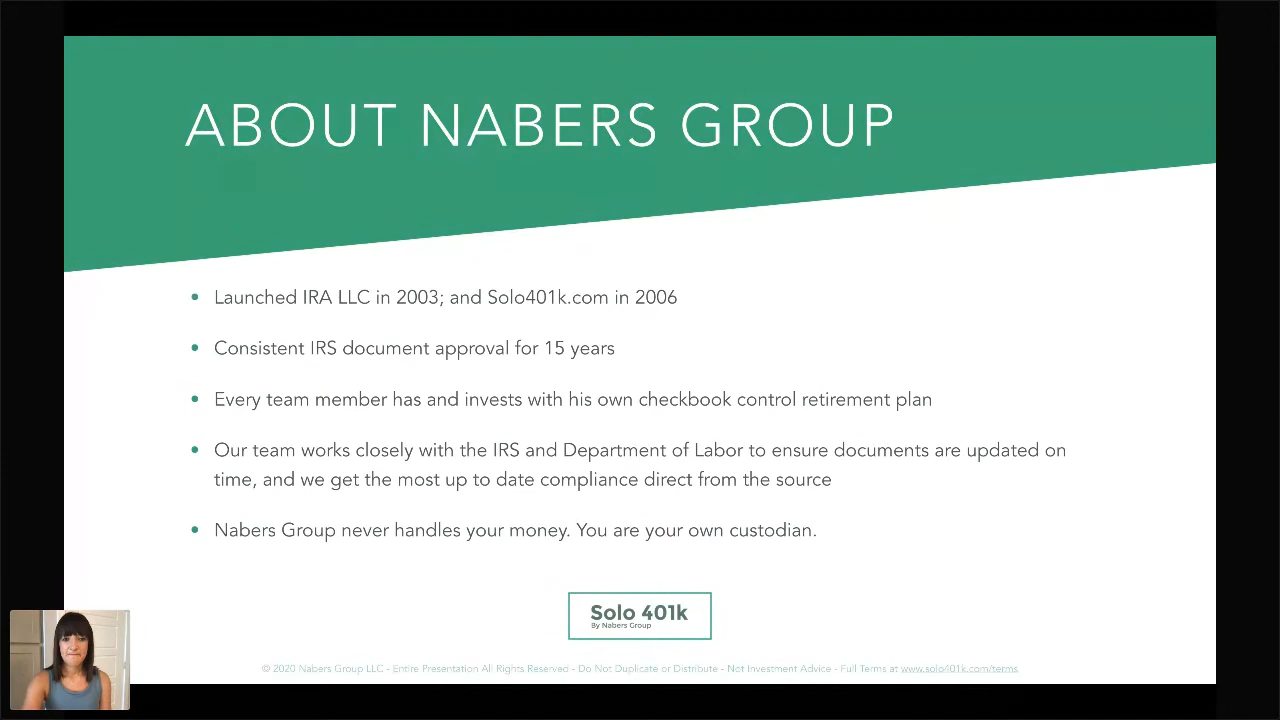 ABOUT NABERS GROUP
• Launched IRA LLC in 2003; and Solo401k.com in 2006
• Consistent IRS document approval for 15 years
• Every team member has and invests with his own checkbook control retirement plan
• Our team works closely with the IRS and Department of Labor to ensure documents are updated on
time, and we get the most up to date compliance direct from the source
• Nabers Group never handles your money. You are your own custodian.
Solo 401k
By Nabers Group
© 2020 Nabers Group LLC - Entire Presentation All Rights Reserved - Do Not Duplicate or Distribute - Not Investment Advice - Full Terms at www.solo401k.com/terms